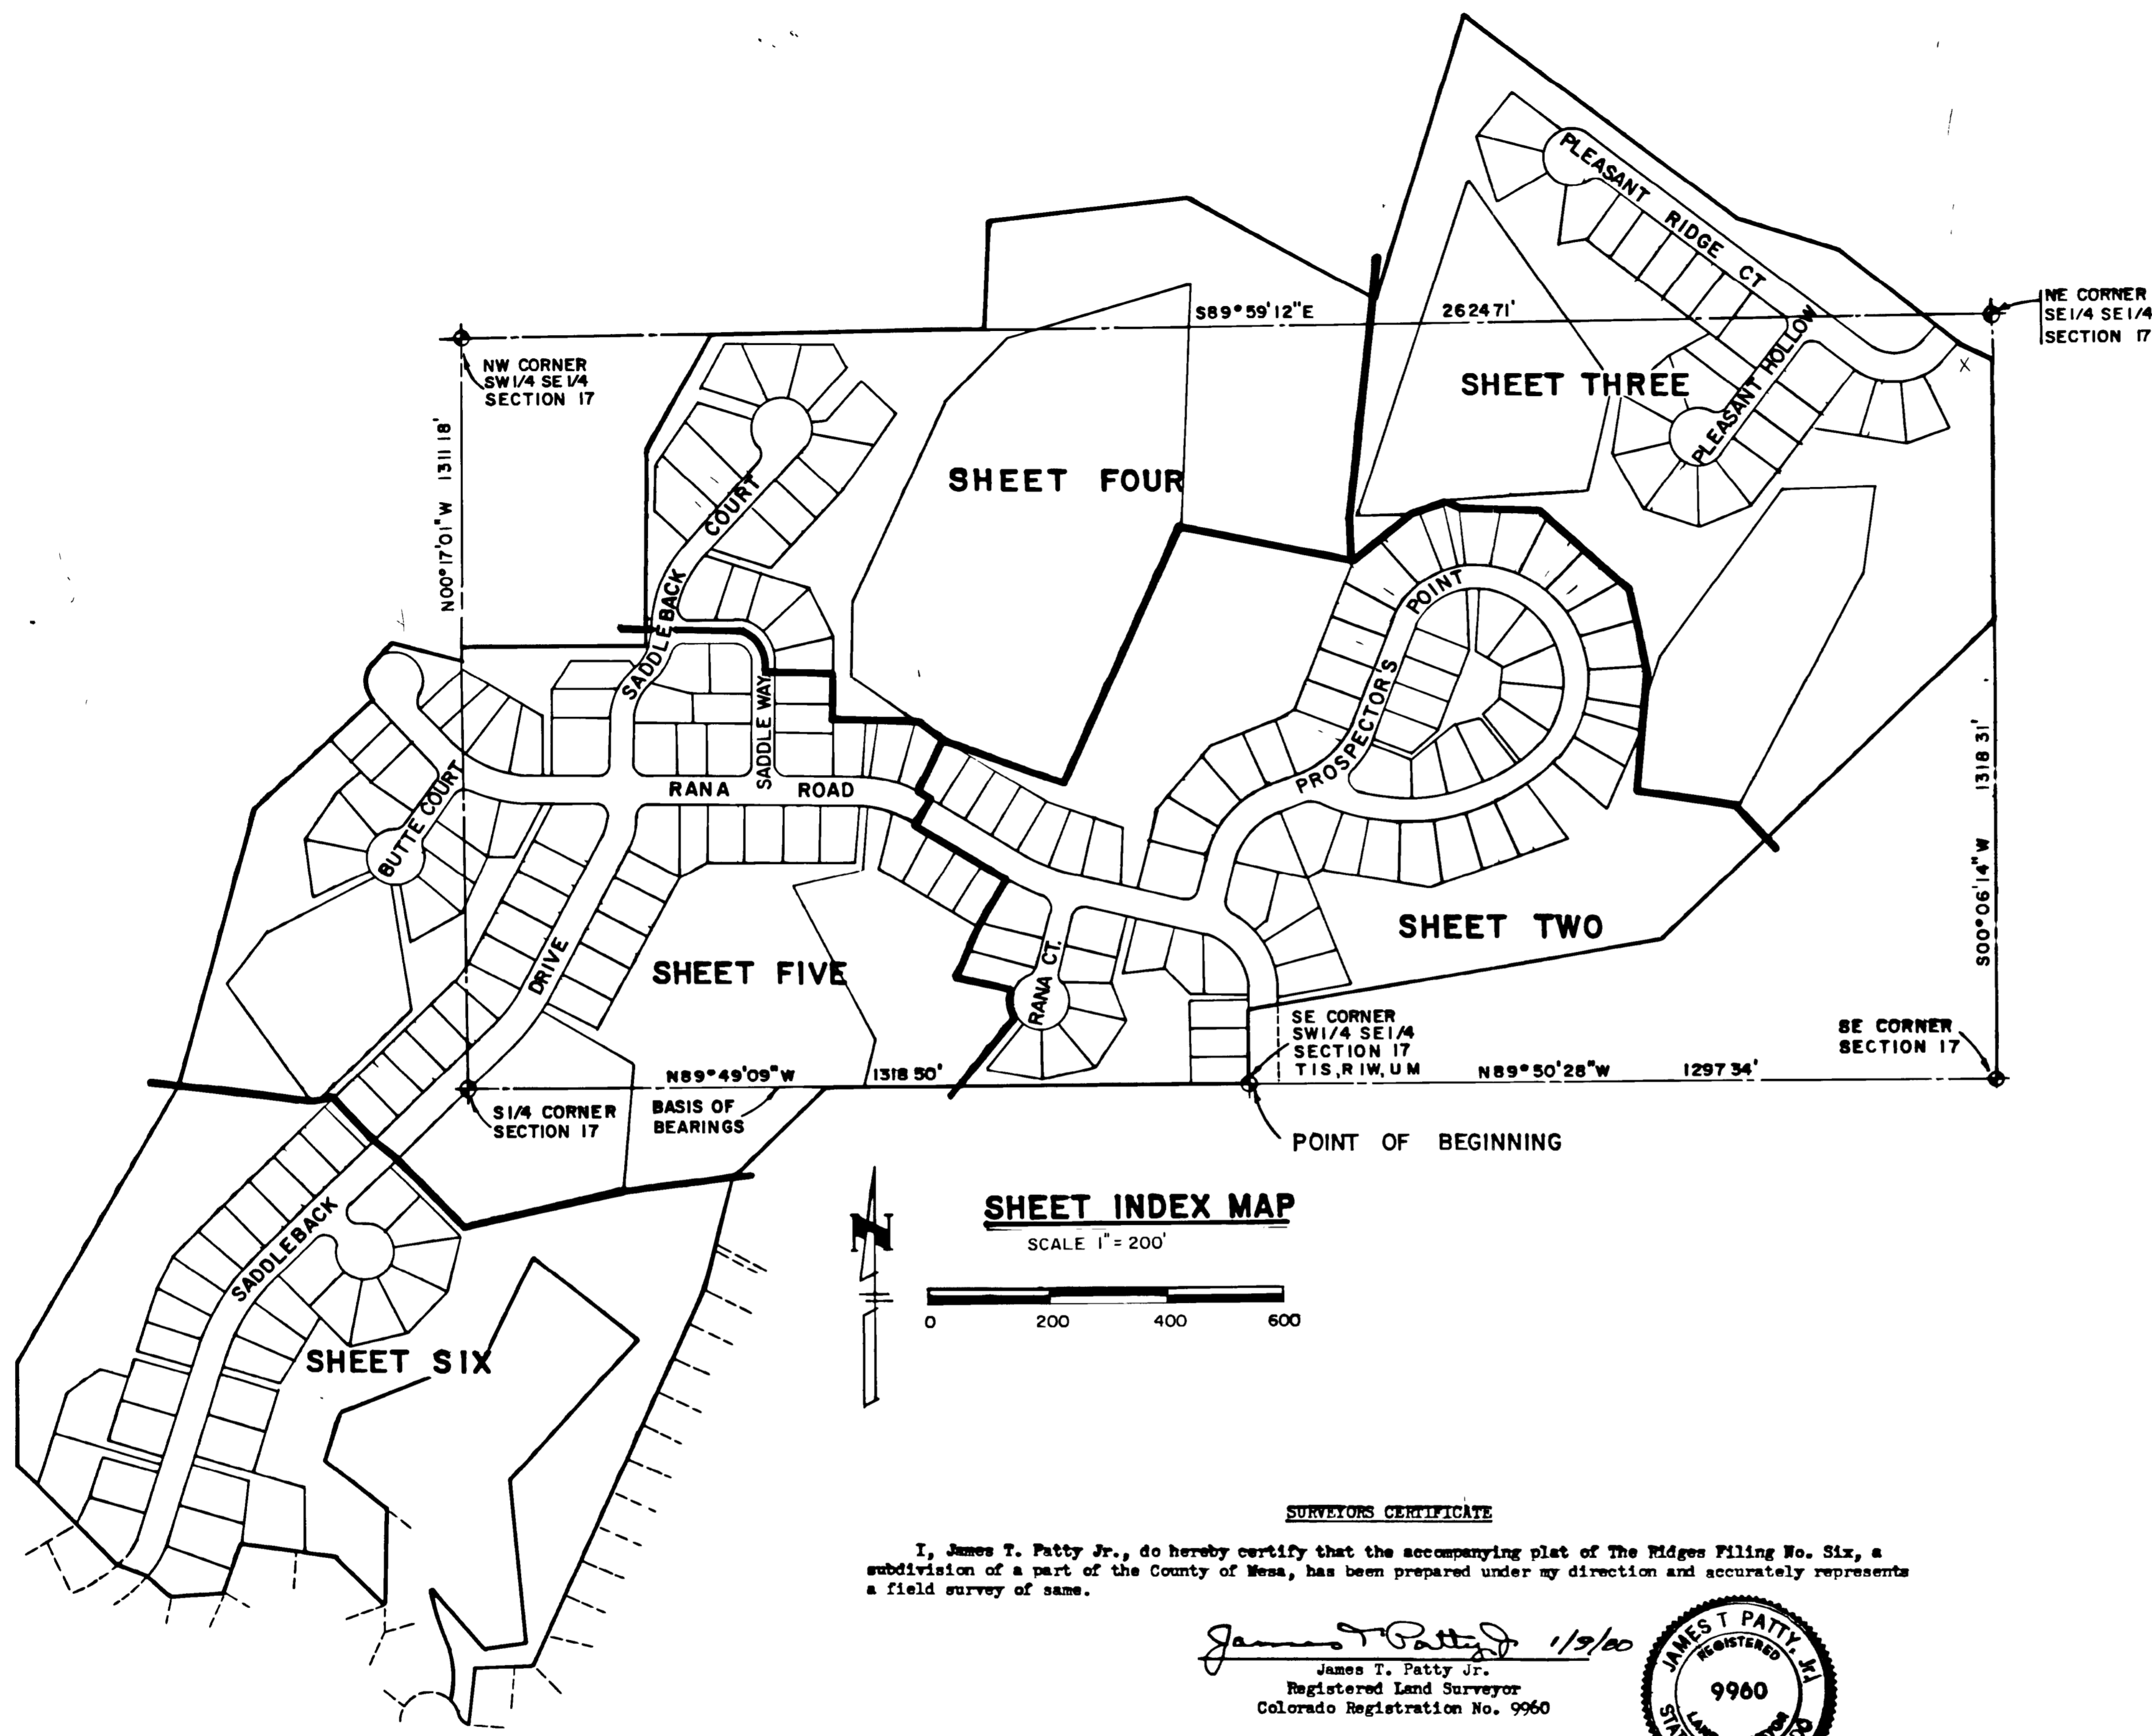 PLEASANT RIDGE CT
PLEASANT HOLLOW
S89°59'12"E 262471'
NE CORNER
SE1/4 SE1/4
SECTION 17
NW CORNER
SW1/4 SE1/4
SECTION 17
SHEET THREE
N00°17'01"W 1311 18'
SHEET FOUR
SADDLEBACK COURT
SADDLEBACK
SADDLE WAY
PROSPECTOR'S POINT
RANA ROAD
BUTTE COURT
S00°06'14"W 1318 31'
SHEET TWO
DRIVE
SHEET FIVE
RANA CT.
SE CORNER
SW1/4 SE1/4
SECTION 17
T1S,R1W,UM
SE CORNER
SECTION 17
N89°49'09"W 1318 50'
N89°50'28"W 1297 34'
S1/4 CORNER
SECTION 17
BASIS OF
BEARINGS
POINT OF BEGINNING
N
SHEET INDEX MAP
SCALE 1"=200'
0 200 400 600
SADDLEBACK
SHEET SIX
SURVEYORS CERTIFICATE
I, James T. Patty Jr., do hereby certify that the accompanying plat of The Ridges Filing No. Six, a
subdivision of a part of the County of Mesa, has been prepared under my direction and accurately represents
a field survey of same.
James T Patty Jr 1/9/80
James T. Patty Jr.
Registered Land Surveyor
Colorado Registration No. 9960
JAMES T PATTY, Jr.
REGISTERED
9960